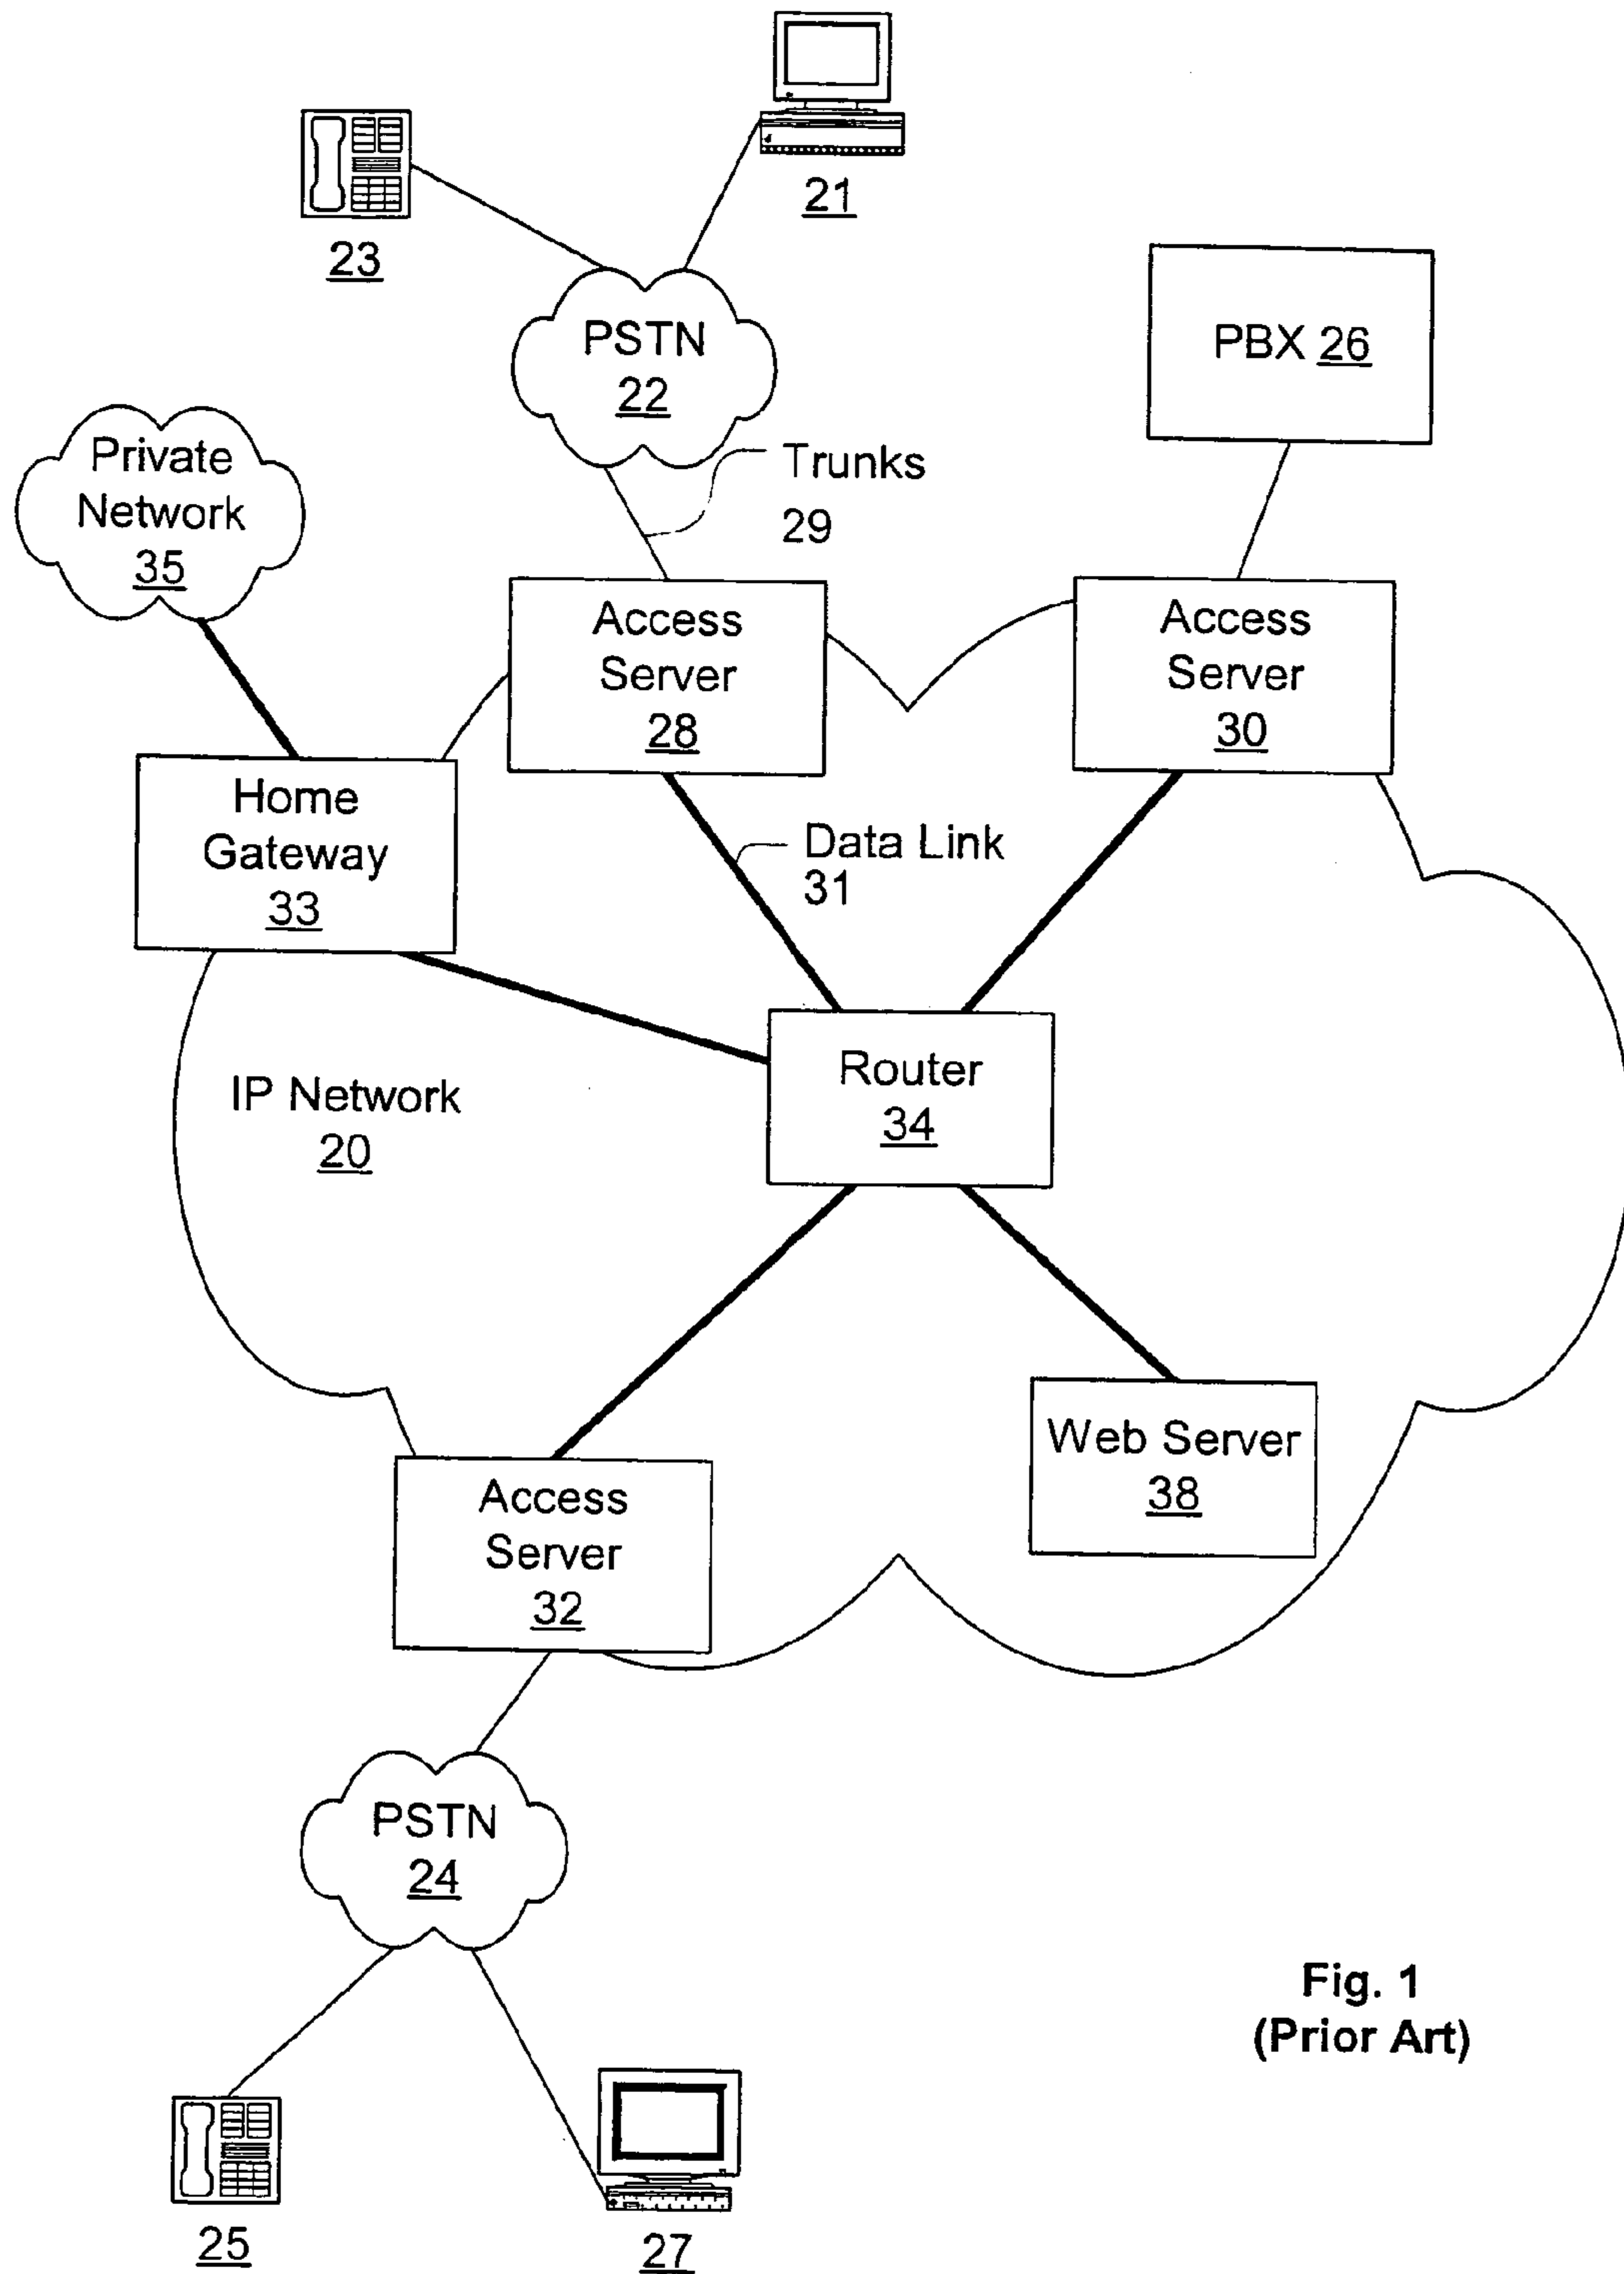 21
23
PSTN
22
PBX 26
Private
Network
35
Trunks
29
Access
Server
28
Access
Server
30
Home
Gateway
33
Data Link
31
Router
34
IP Network
20
Web Server
38
Access
Server
32
PSTN
24
Fig. 1
(Prior Art)
25
27